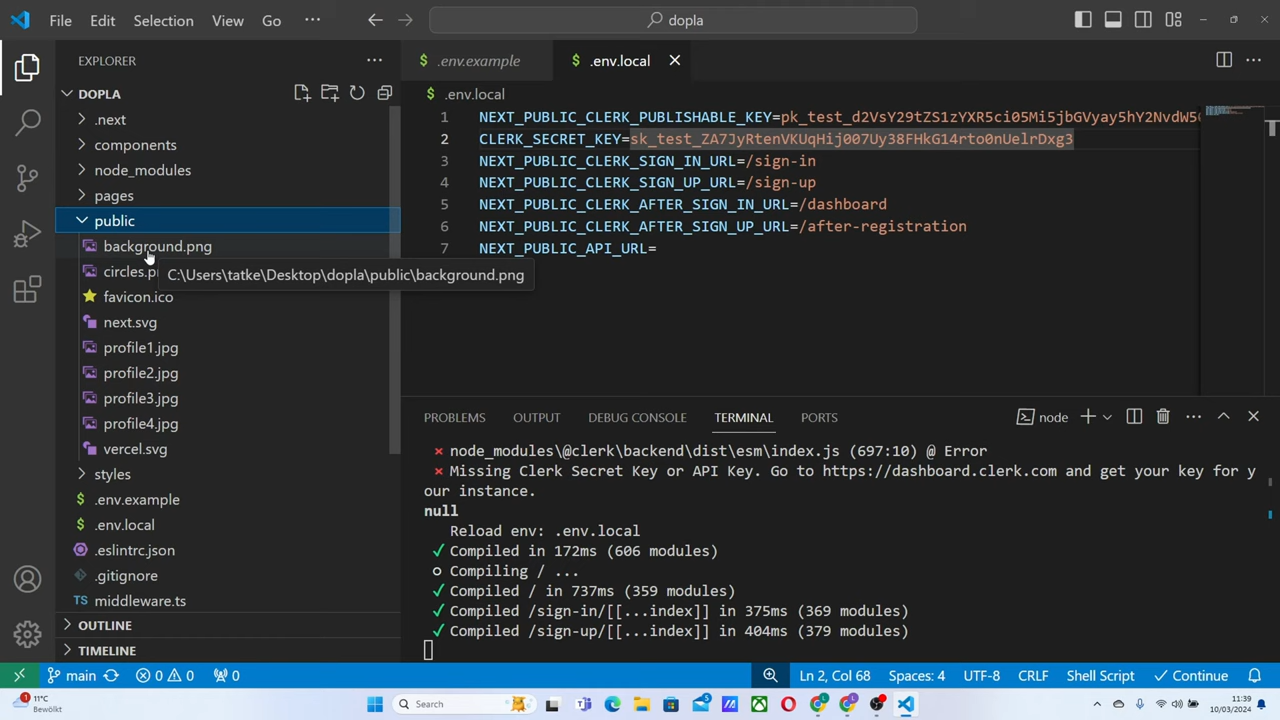 File Edit Selection View Go ··· dopla
EXPLORER ···
DOPLA
.next
components
node_modules
pages
public
background.png
circles.pn
C:\Users\tatke\Desktop\dopla\public\background.png
favicon.ico
next.svg
profile1.jpg
profile2.jpg
profile3.jpg
profile4.jpg
vercel.svg
styles
.env.example
.env.local
.eslintrc.json
.gitignore
middleware.ts
OUTLINE
TIMELINE
$ .env.example $ .env.local
$ .env.local
1 NEXT_PUBLIC_CLERK_PUBLISHABLE_KEY=pk_test_d2VsY29tZS1zYXR5ci05Mi5jbGVyay5hY2NvdW50
2 CLERK_SECRET_KEY=sk_test_ZA7JyRtenVKUqHij007Uy38FHkG14rto0nUelrDxg3
3 NEXT_PUBLIC_CLERK_SIGN_IN_URL=/sign-in
4 NEXT_PUBLIC_CLERK_SIGN_UP_URL=/sign-up
5 NEXT_PUBLIC_CLERK_AFTER_SIGN_IN_URL=/dashboard
6 NEXT_PUBLIC_CLERK_AFTER_SIGN_UP_URL=/after-registration
7 NEXT_PUBLIC_API_URL=
PROBLEMS OUTPUT DEBUG CONSOLE TERMINAL PORTS node
× node_modules\@clerk\backend\dist\esm\index.js (697:10) @ Error
× Missing Clerk Secret Key or API Key. Go to https://dashboard.clerk.com and get your key for y
our instance.
null
Reload env: .env.local
✓ Compiled in 172ms (606 modules)
○ Compiling / ...
✓ Compiled / in 737ms (359 modules)
✓ Compiled /sign-in/[[...index]] in 375ms (369 modules)
✓ Compiled /sign-up/[[...index]] in 404ms (379 modules)
main 0 0 0 Ln 2, Col 68 Spaces: 4 UTF-8 CRLF Shell Script Continue
11°C
Bewölkt
Search
11:39
10/03/2024